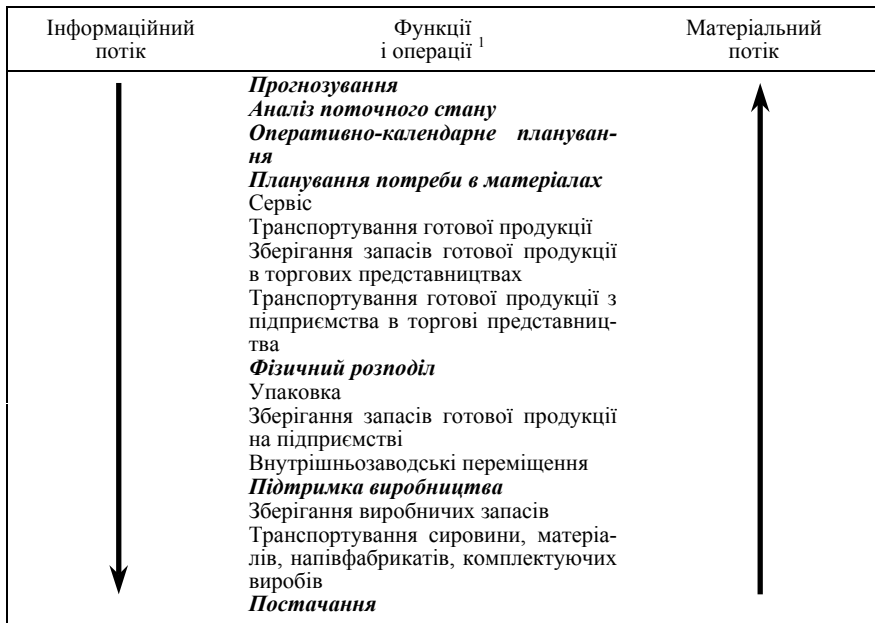 Інформаційний
потік
Функції
і операції 1
Матеріальний
потік
Прогнозування
Аналіз поточного стану
Оперативно-календарне плануван-
ня
Планування потреби в матеріалах
Сервіс
Транспортування готової продукції
Зберігання запасів готової продукції
в торгових представництвах
Транспортування готової продукції з
підприємства в торгові представниц-
тва
Фізичний розподіл
Упаковка
Зберігання запасів готової продукції
на підприємстві
Внутрішньозаводські переміщення
Підтримка виробництва
Зберігання виробничих запасів
Транспортування сировини, матеріа-
лів, напівфабрикатів, комплектуючих
виробів
Постачання